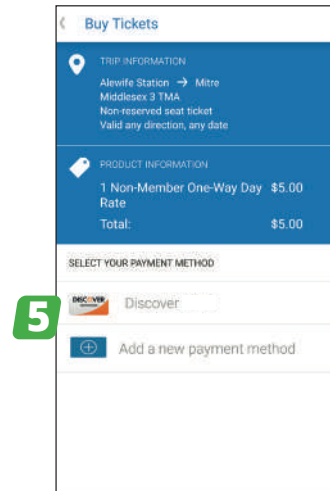 Buy Tickets
TRIP INFORMATION
Alewife Station → Mitre
Middlesex 3 TMA
Non-reserved seat ticket
Valid any direction, any date
PRODUCT INFORMATION
1 Non-Member One-Way Day $5.00
Rate
Total: $5.00
SELECT YOUR PAYMENT METHOD
5
DISCOVER Discover
Add a new payment method